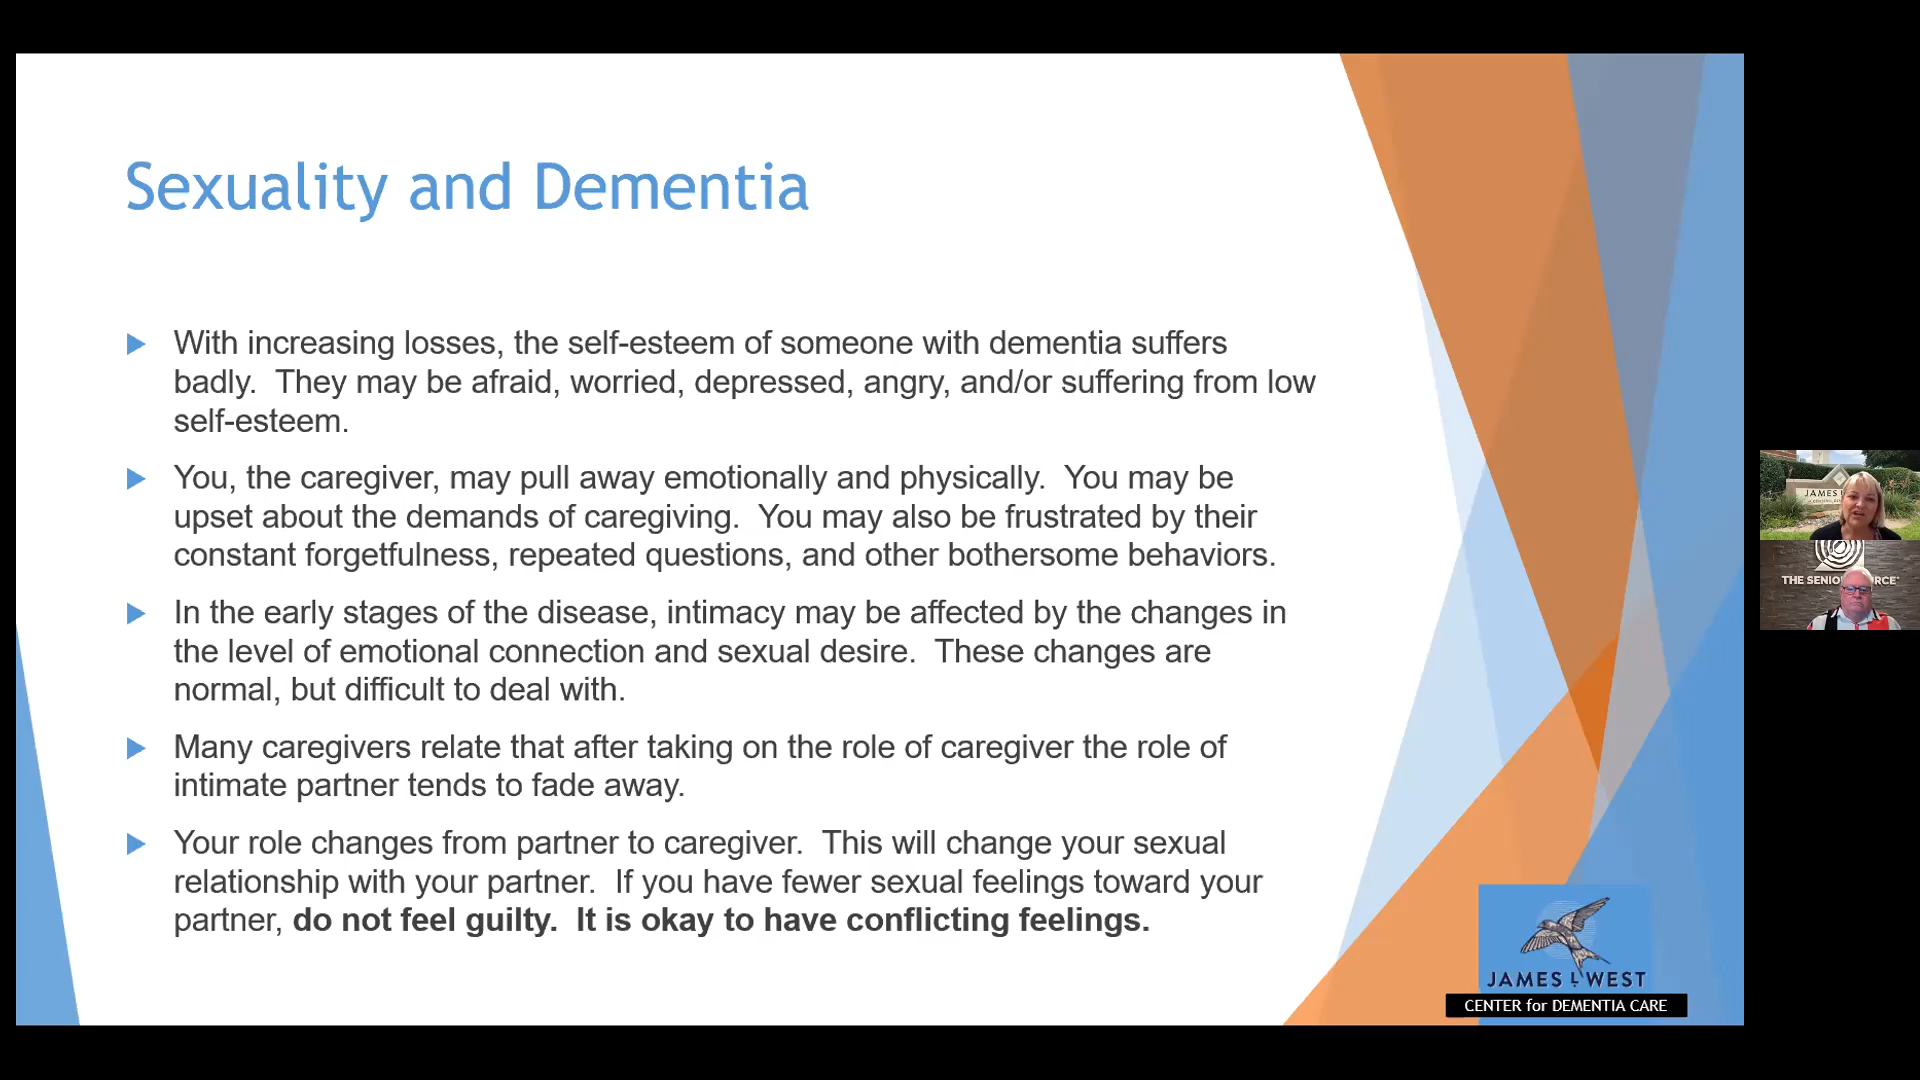 Sexuality and Dementia
With increasing losses, the self-esteem of someone with dementia suffers
badly.  They may be afraid, worried, depressed, angry, and/or suffering from low
self-esteem.
You, the caregiver, may pull away emotionally and physically.  You may be
upset about the demands of caregiving.  You may also be frustrated by their
constant forgetfulness, repeated questions, and other bothersome behaviors.
In the early stages of the disease, intimacy may be affected by the changes in
the level of emotional connection and sexual desire.  These changes are
normal, but difficult to deal with.
Many caregivers relate that after taking on the role of caregiver the role of
intimate partner tends to fade away.
Your role changes from partner to caregiver.  This will change your sexual
relationship with your partner.  If you have fewer sexual feelings toward your
partner, do not feel guilty.  It is okay to have conflicting feelings.
JAMES L. WEST
CENTER for DEMENTIA CARE
JAMES
THE